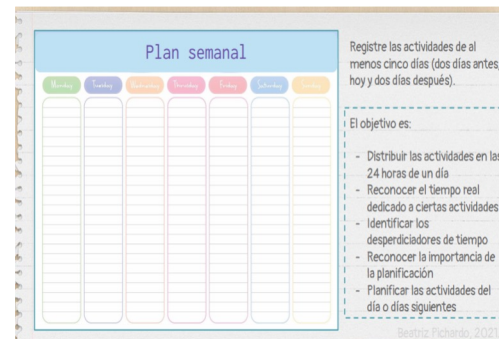 Plan semanal
Monday Tuesday Wednesday Thursday Friday Saturday Sunday
Registre las actividades de al
menos cinco días (dos días antes,
hoy y dos días después).
El objetivo es:
- Distribuir las actividades en las
24 horas de un día
- Reconocer el tiempo real
dedicado a ciertas actividades
- Identificar los
desperdiciadores de tiempo
- Reconocer la importancia de
la planificación
- Planificar las actividades del
día o días siguientes
Beatriz Pichardo, 2021